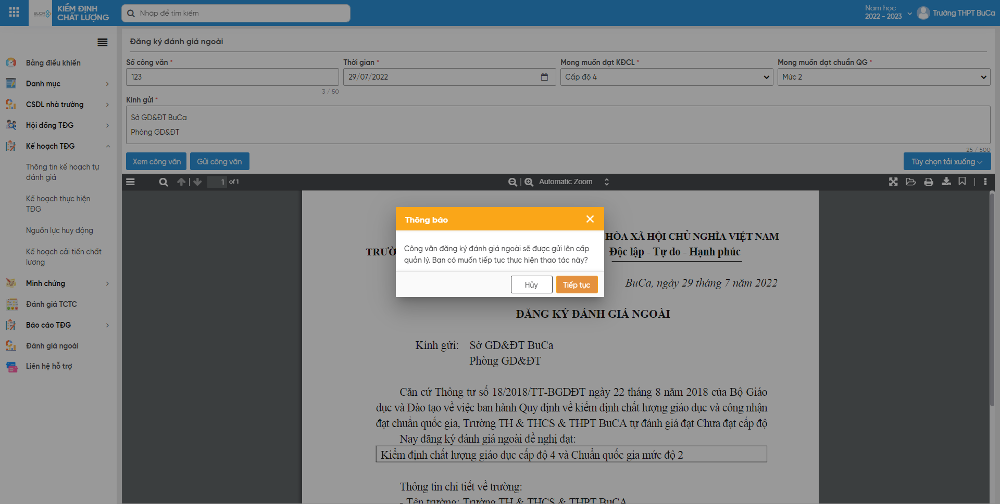 BUCA
KIỂM ĐỊNH
CHẤT LƯỢNG
Nhập để tìm kiếm
Năm học
2022 - 2023
Trường THPT BuCa
Bảng điều khiển
Danh mục
CSDL nhà trường
Hội đồng TĐG
Kế hoạch TĐG
Thông tin kế hoạch tự
đánh giá
Kế hoạch thực hiện
TĐG
Nguồn lực huy động
Kế hoạch cải tiến chất
lượng
Minh chứng
Đánh giá TCTC
Báo cáo TĐG
Đánh giá ngoài
Liên hệ hỗ trợ
Đăng ký đánh giá ngoài
Số công văn *
Thời gian *
Mong muốn đạt KĐCL *
Mong muốn đạt chuẩn QG *
123
29/07/2022
Cấp độ 4
Mức 2
3 / 50
Kính gửi *
Sở GD&ĐT BuCa
Phòng GD&ĐT
25 / 500
Xem công văn
Gửi công văn
Tùy chọn tải xuống
1 of 1
Automatic Zoom
Thông báo
Công văn đăng ký đánh giá ngoài sẽ được gửi lên cấp
quản lý. Bạn có muốn tiếp tục thực hiện thao tác này?
Hủy
Tiếp tục
HÒA XÃ HỘI CHỦ NGHĨA VIỆT NAM
TRƯỜ
Độc lập - Tự do - Hạnh phúc
BuCa, ngày 29 tháng 7 năm 2022
ĐĂNG KÝ ĐÁNH GIÁ NGOÀI
Kính gửi: Sở GD&ĐT BuCa
Phòng GD&ĐT
Căn cứ Thông tư số 18/2018/TT-BGDĐT ngày 22 tháng 8 năm 2018 của Bộ Giáo
dục và Đào tạo về việc ban hành Quy định về kiểm định chất lượng giáo dục và công nhận
đạt chuẩn quốc gia, Trường TH & THCS & THPT BuCA tự đánh giá đạt Chưa đạt cấp độ
Nay đăng ký đánh giá ngoài đề nghị đạt:
Kiểm định chất lượng giáo dục cấp độ 4 và Chuẩn quốc gia mức độ 2
Thông tin chi tiết về trường:
- Tên trường: Trường TH & THCS & THPT BuCA